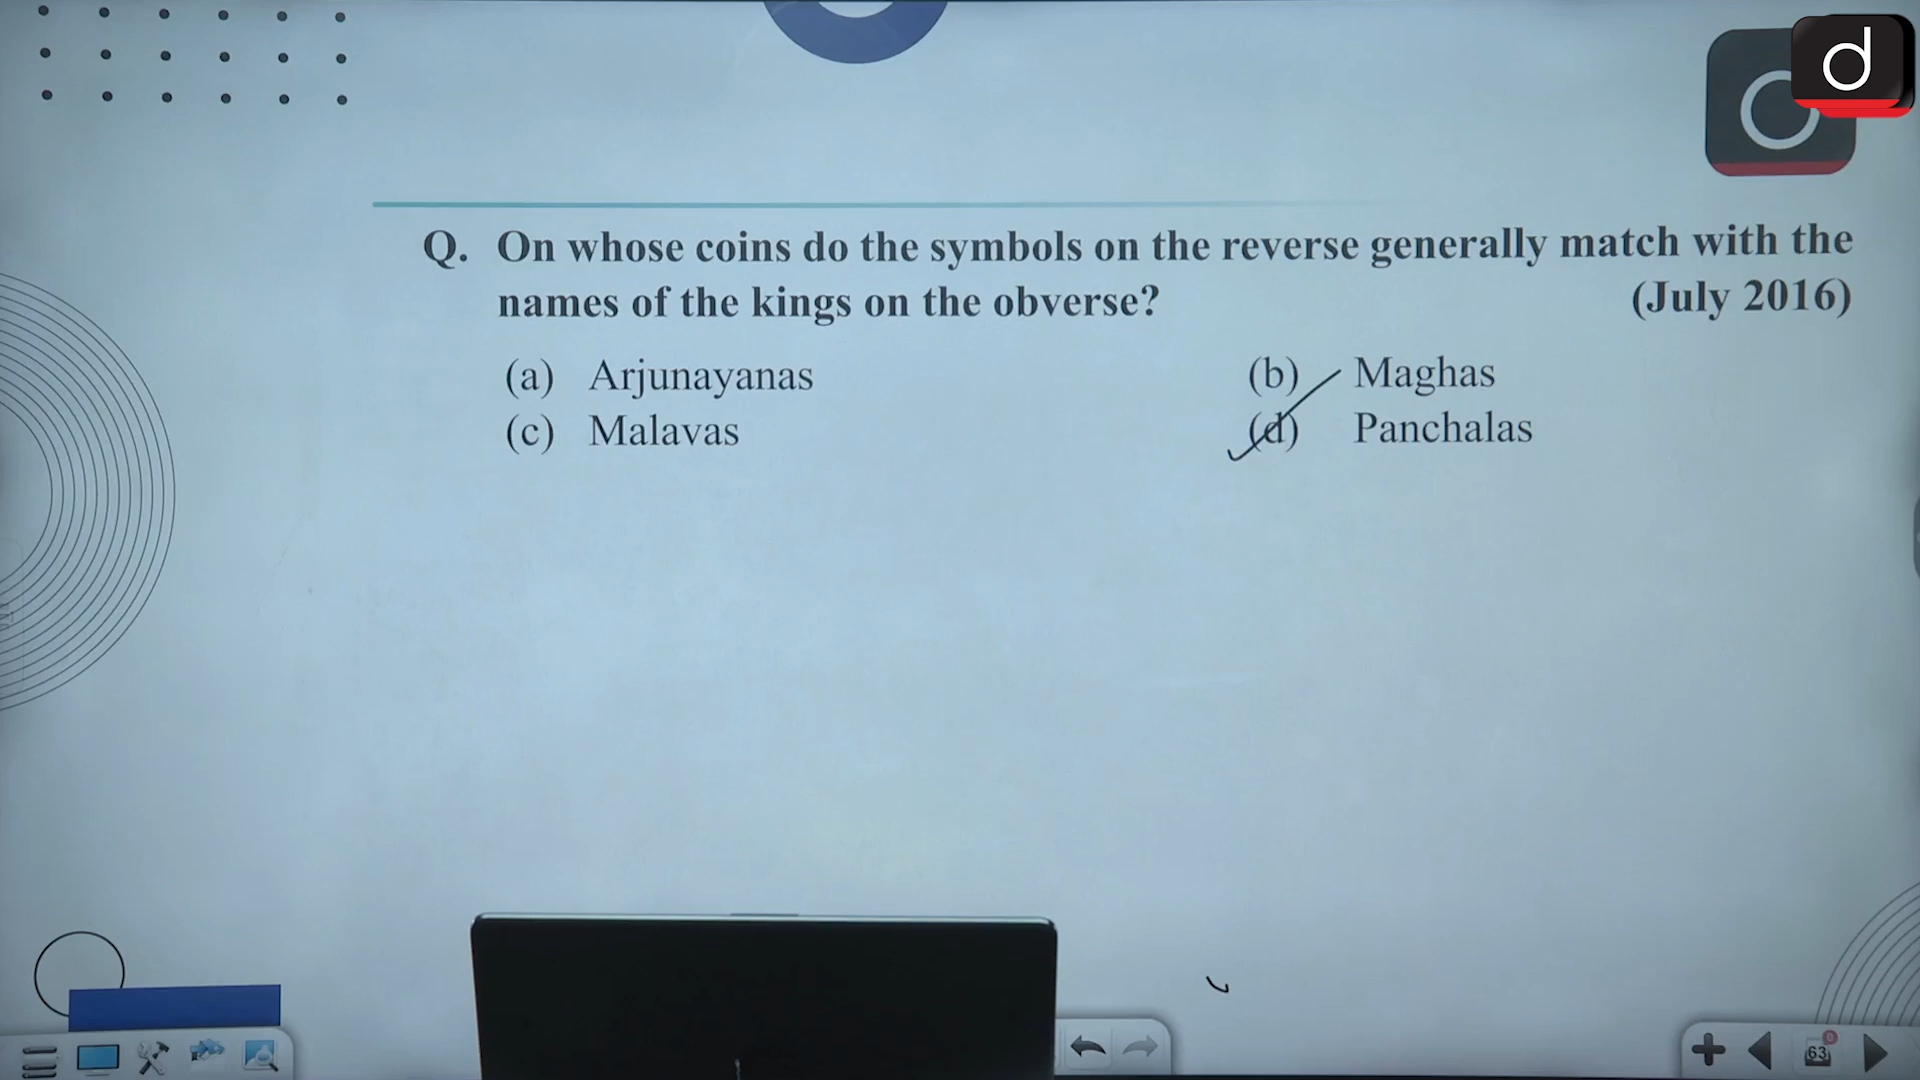 d
Q. On whose coins do the symbols on the reverse generally match with the
names of the kings on the obverse? (July 2016)
(a) Arjunayanas (b) Maghas
(c) Malavas (d) Panchalas
63
0